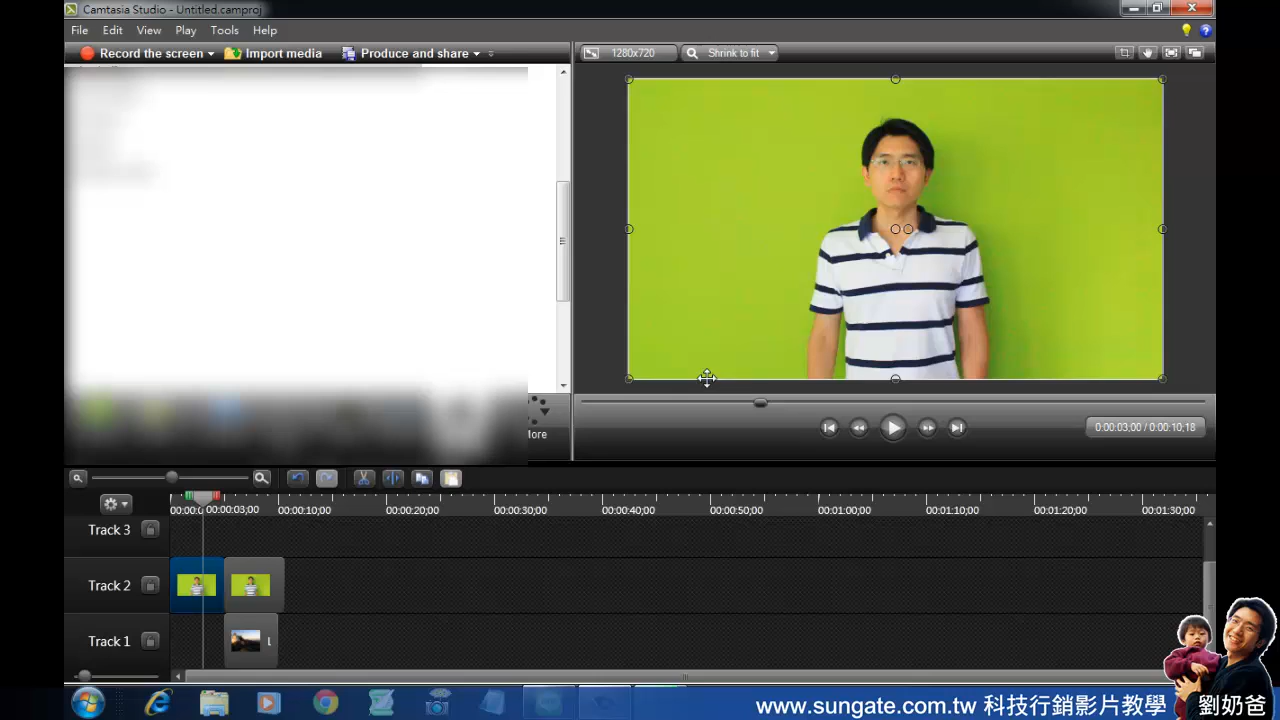 Camtasia Studio - Untitled.camproj
File Edit View Play Tools Help
Record the screen Import media Produce and share
1280x720 Shrink to fit
0:00:03;00 / 0:00:10;18
00:00:03;00 00:00:10;00 00:00:20;00 00:00:30;00 00:00:40;00 00:00:50;00 00:01:00;00 00:01:10;00 00:01:20;00 00:01:30;00
Track 3
Track 2
Track 1
www.sungate.com.tw 科技行銷影片教學
劉奶爸